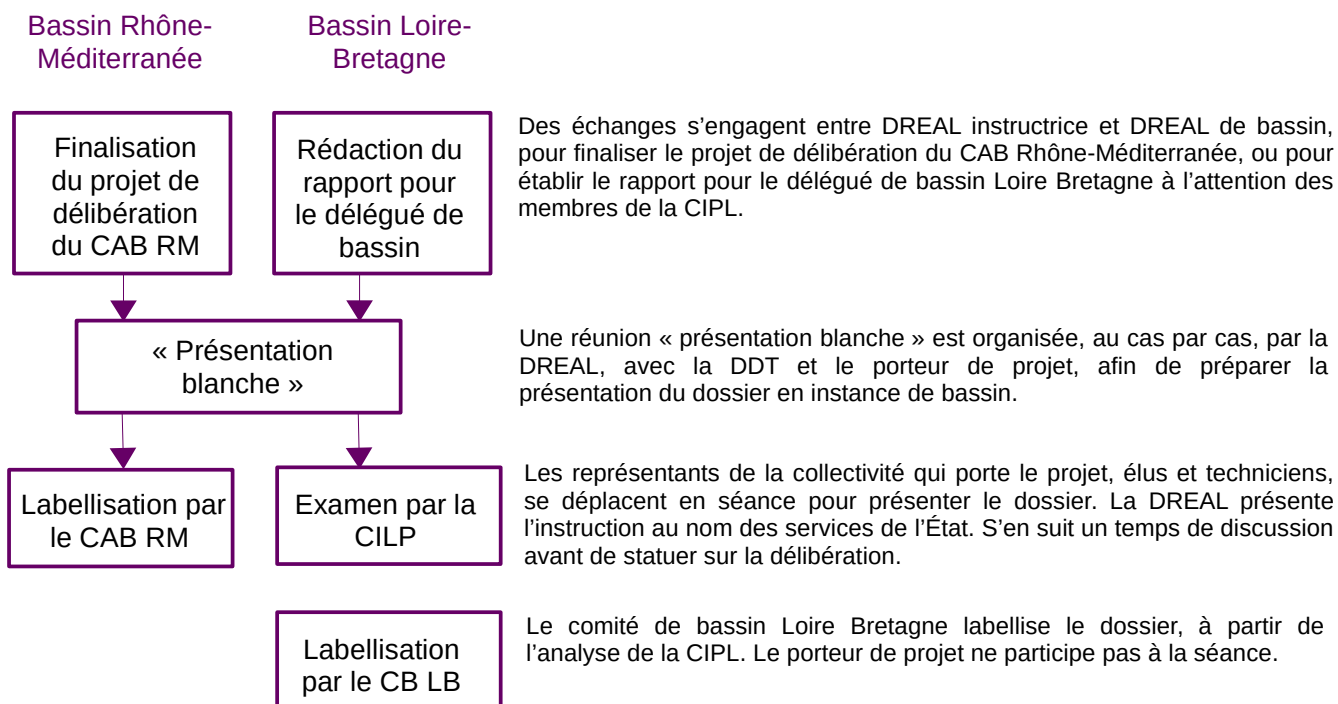 Bassin Rhône-
Méditerranée
Bassin Loire-
Bretagne
Finalisation
du projet de
délibération
du CAB RM
Rédaction du
rapport pour
le délégué de
bassin
Des échanges s’engagent entre DREAL instructrice et DREAL de bassin,
pour finaliser le projet de délibération du CAB Rhône-Méditerranée, ou pour
établir le rapport pour le délégué de bassin Loire Bretagne à l’attention des
membres de la CIPL.
« Présentation
blanche »
Une réunion « présentation blanche » est organisée, au cas par cas, par la
DREAL, avec la DDT et le porteur de projet, afin de préparer la
présentation du dossier en instance de bassin.
Labellisation par
le CAB RM
Examen par la
CILP
Les représentants de la collectivité qui porte le projet, élus et techniciens,
se déplacent en séance pour présenter le dossier. La DREAL présente
l’instruction au nom des services de l’État. S’en suit un temps de discussion
avant de statuer sur la délibération.
Labellisation
par le CB LB
Le comité de bassin Loire Bretagne labellise le dossier, à partir de
l’analyse de la CIPL. Le porteur de projet ne participe pas à la séance.